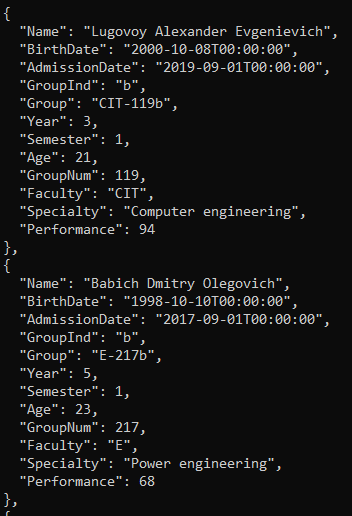 {
"Name": "Lugovoy Alexander Evgenievich",
"BirthDate": "2000-10-08T00:00:00",
"AdmissionDate": "2019-09-01T00:00:00",
"GroupInd": "b",
"Group": "CIT-119b",
"Year": 3,
"Semester": 1,
"Age": 21,
"GroupNum": 119,
"Faculty": "CIT",
"Specialty": "Computer engineering",
"Performance": 94
},
{
"Name": "Babich Dmitry Olegovich",
"BirthDate": "1998-10-10T00:00:00",
"AdmissionDate": "2017-09-01T00:00:00",
"GroupInd": "b",
"Group": "E-217b",
"Year": 5,
"Semester": 1,
"Age": 23,
"GroupNum": 217,
"Faculty": "E",
"Specialty": "Power engineering",
"Performance": 68
},
{